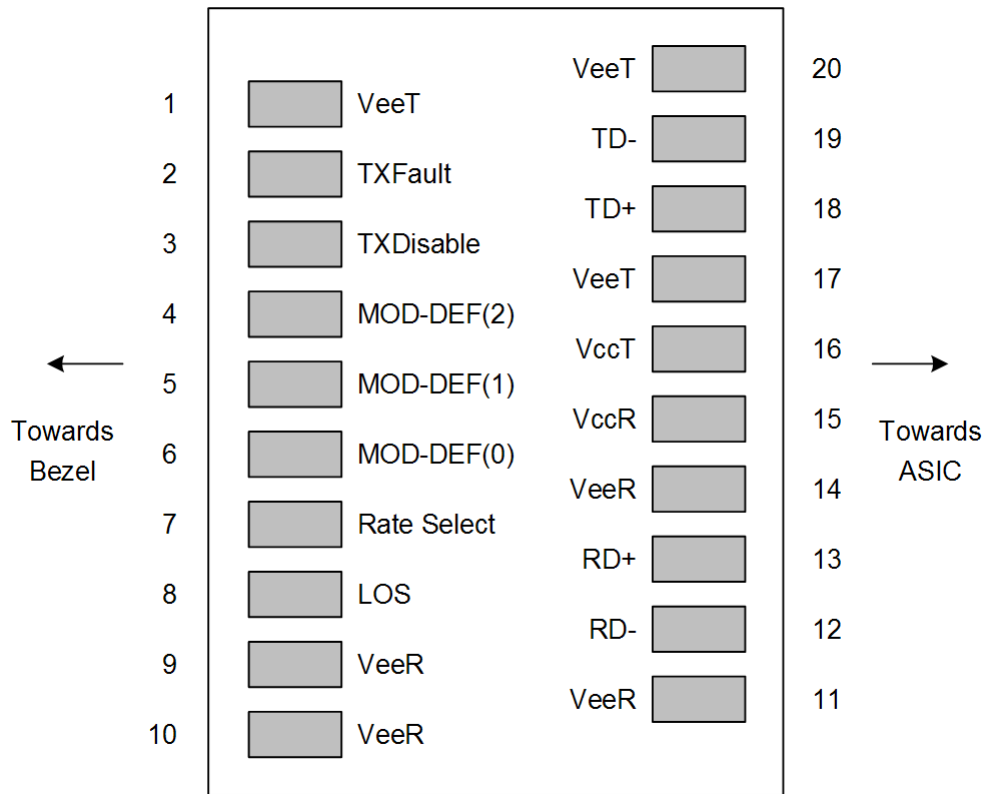 1 VeeT
2 TXFault
3 TXDisable
4 MOD-DEF(2)
5 MOD-DEF(1)
6 MOD-DEF(0)
7 Rate Select
8 LOS
9 VeeR
10 VeeR
VeeT 20
TD- 19
TD+ 18
VeeT 17
VccT 16
VccR 15
VeeR 14
RD+ 13
RD- 12
VeeR 11
Towards
Bezel
Towards
ASIC